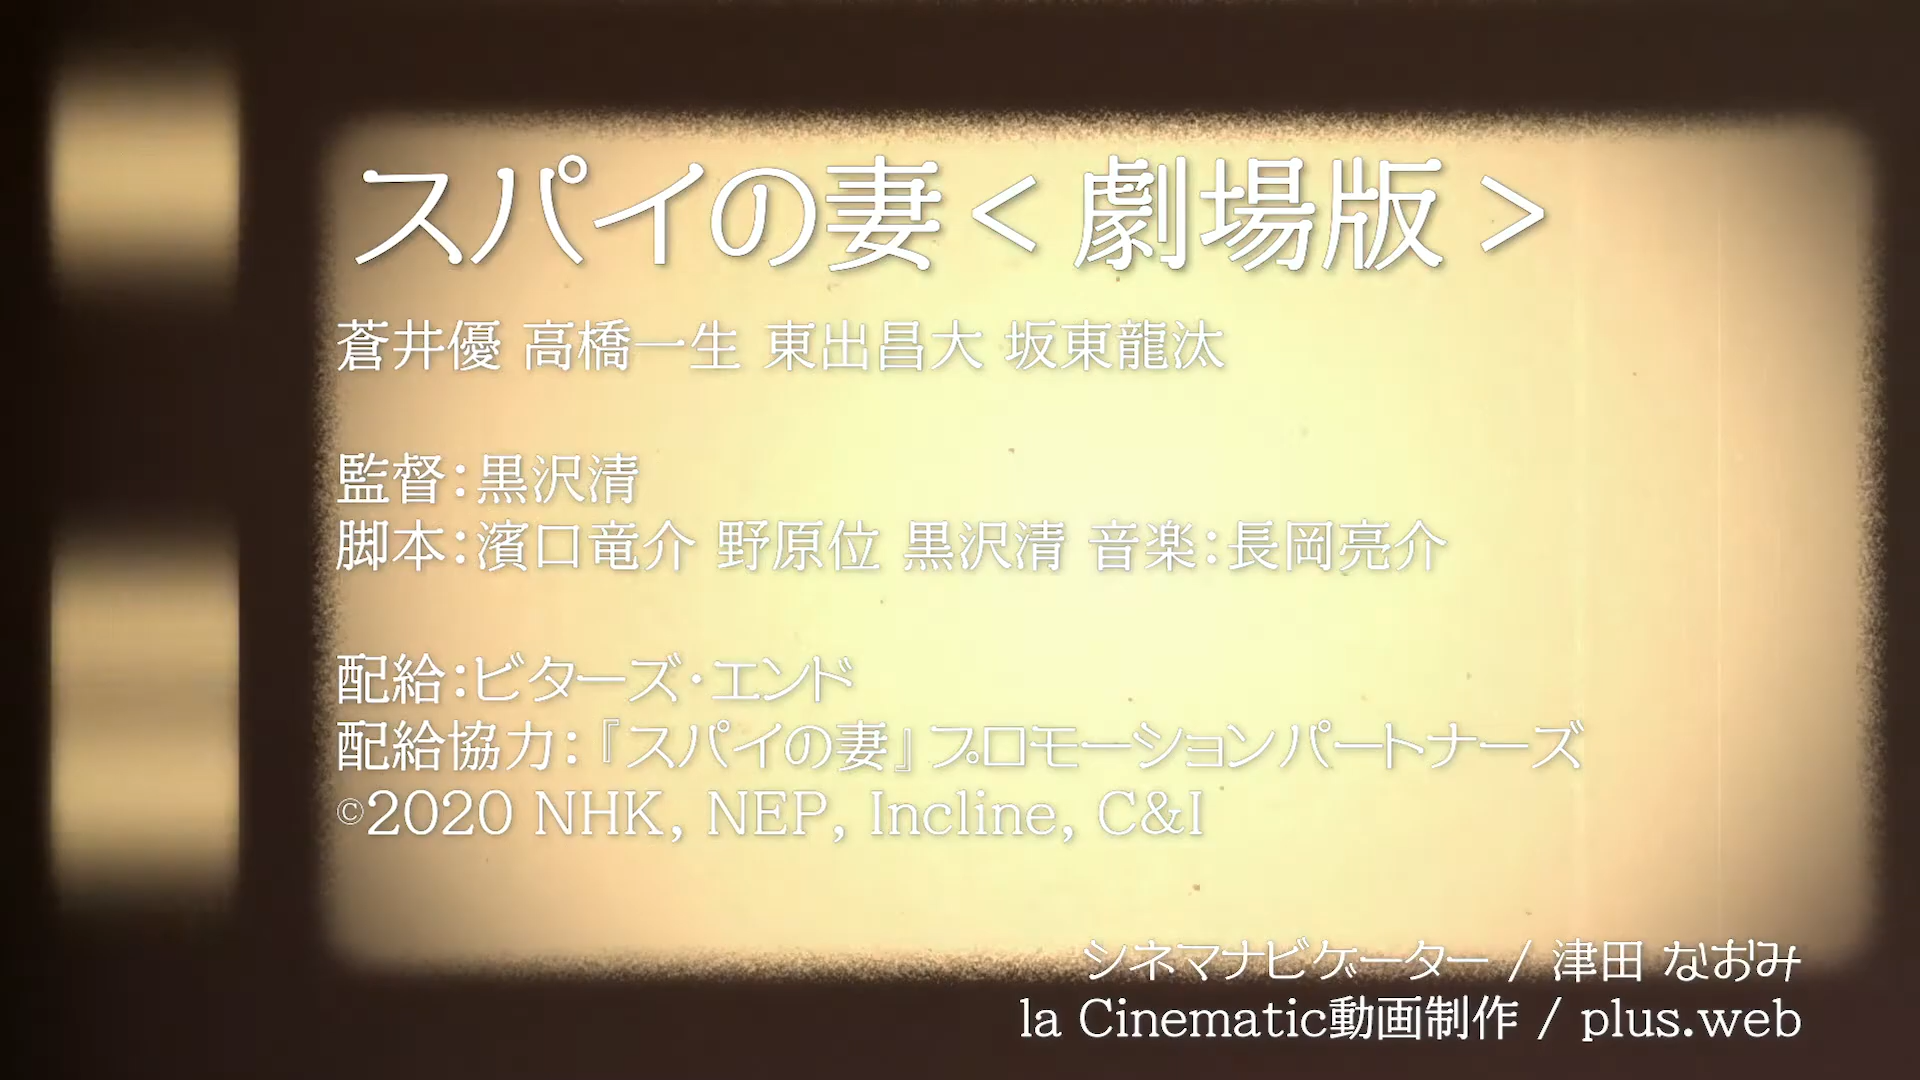 スパイの妻<劇場版>
蒼井優 高橋一生 東出昌大 坂東龍汰
監督：黒沢清
脚本：濱口竜介 野原位 黒沢清 音楽：長岡亮介
配給：ビターズ・エンド
配給協力：『スパイの妻』プロモーションパートナーズ
©2020 NHK, NEP, Incline, C&I
シネマナビゲーター / 津田 なおみ
la Cinematic動画制作 / plus.web